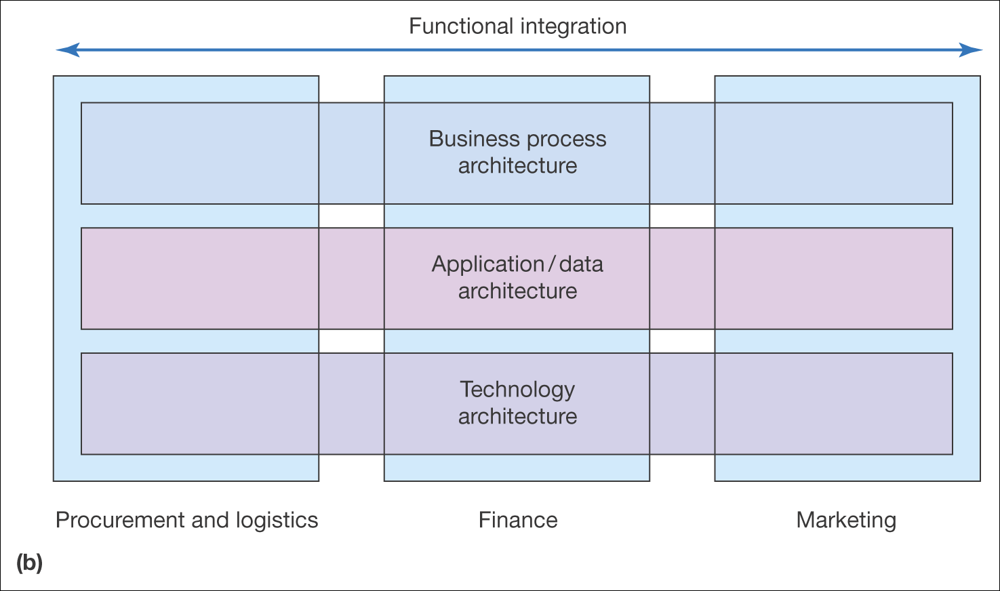 Functional integration
Business process
architecture
Application / data
architecture
Technology
architecture
Procurement and logistics
Finance
Marketing
(b)